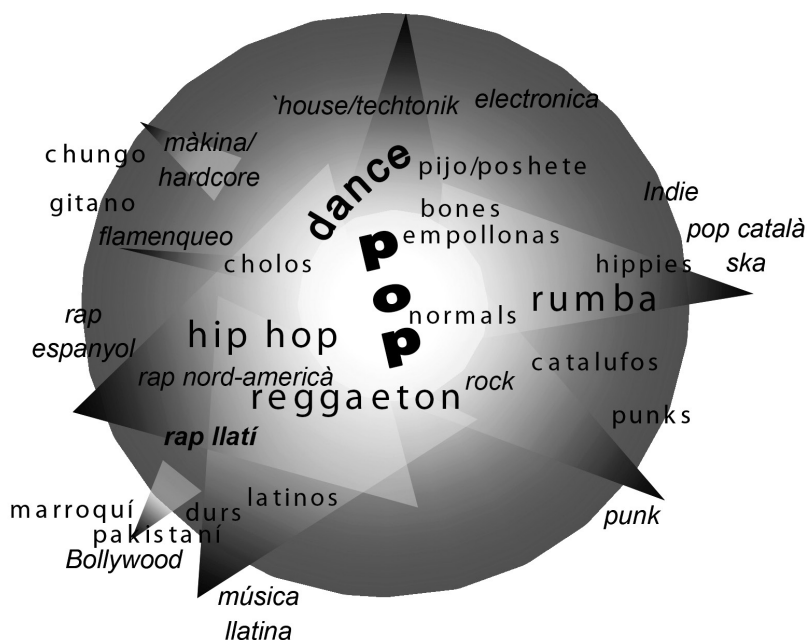 `house/techtonik
electronica
màkina/
hardcore
chungo
gitano
flamenqueo
dance
pijo/poshete
bones
empollonas
Indie
pop català
ska
hippies
cholos
pop
rumba
normals
rap
espanyol
hip hop
rap nord-americà
reggaeton
rock
catalufos
punks
rap llatí
latinos
durs
marroquí
pakistaní
Bollywood
punk
música
llatina